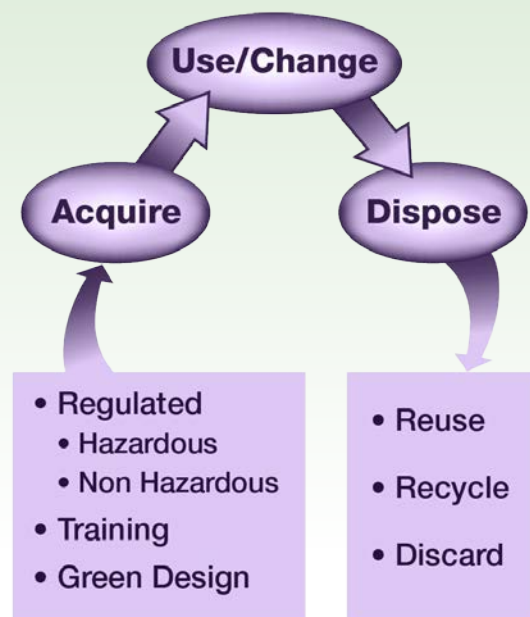 Use/Change
Acquire
Dispose
• Regulated
• Hazardous
• Non Hazardous
• Training
• Green Design
• Reuse
• Recycle
• Discard